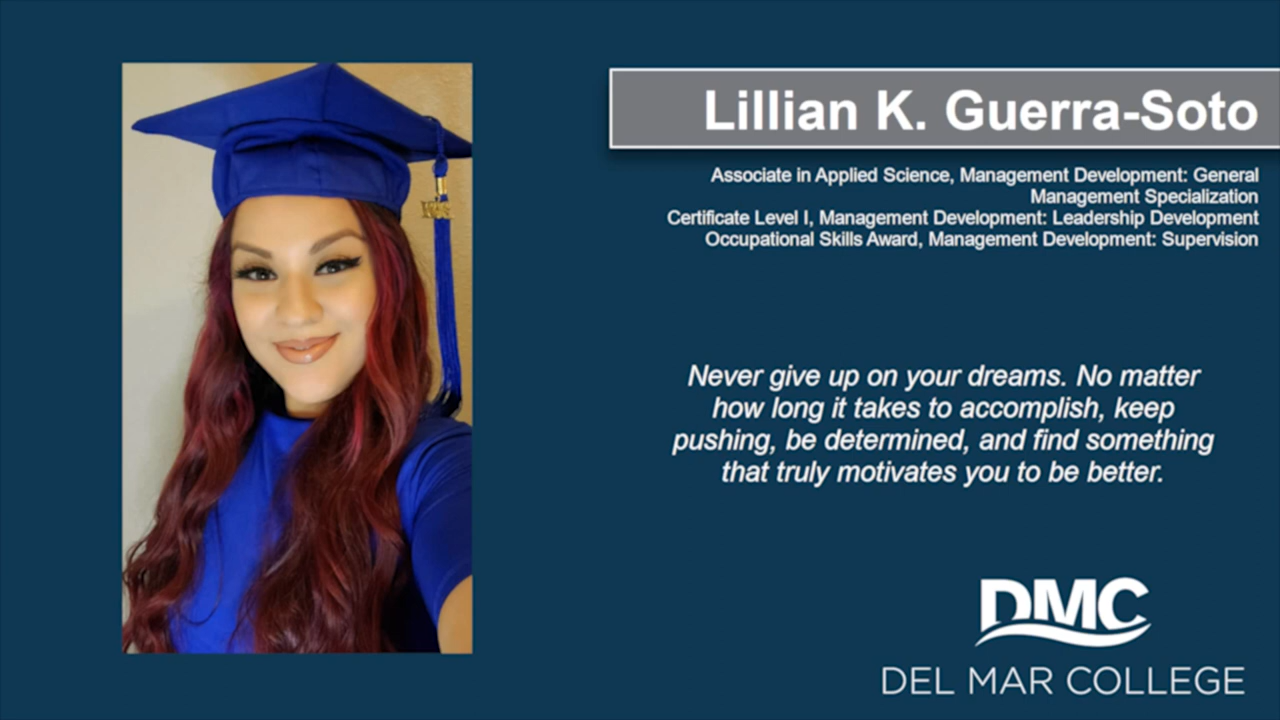 Lillian K. Guerra-Soto
Associate in Applied Science, Management Development: General
Management Specialization
Certificate Level I, Management Development: Leadership Development
Occupational Skills Award, Management Development: Supervision
Never give up on your dreams. No matter
how long it takes to accomplish, keep
pushing, be determined, and find something
that truly motivates you to be better.
DMC
DEL MAR COLLEGE